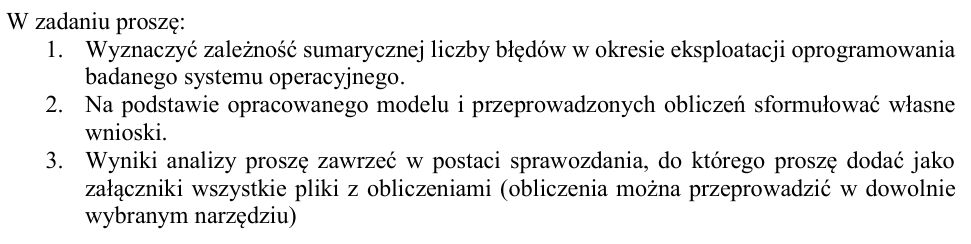 W zadaniu proszę:
1. Wyznaczyć zależność sumarycznej liczby błędów w okresie eksploatacji oprogramowania
badanego systemu operacyjnego.
2. Na podstawie opracowanego modelu i przeprowadzonych obliczeń sformułować własne
wnioski.
3. Wyniki analizy proszę zawrzeć w postaci sprawozdania, do którego proszę dodać jako
załączniki wszystkie pliki z obliczeniami (obliczenia można przeprowadzić w dowolnie
wybranym narzędziu)